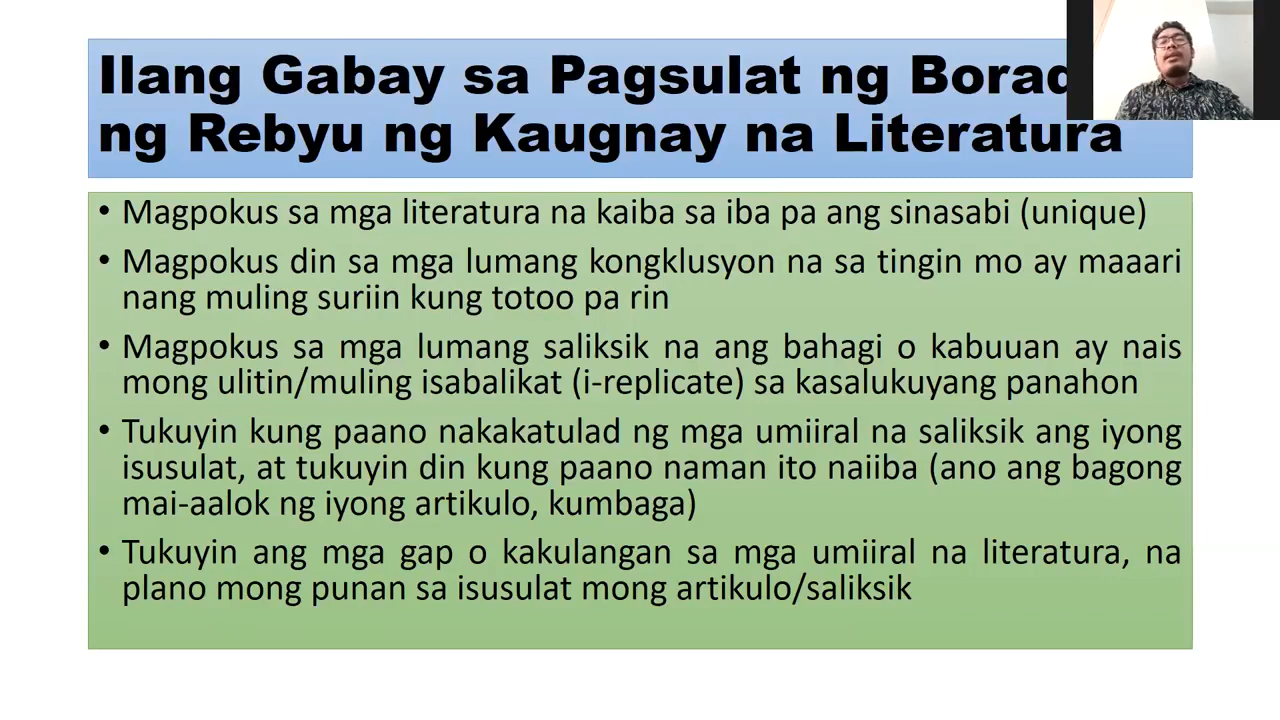 Ilang Gabay sa Pagsulat ng
ng Rebyu ng Kaugnay na Literatura
• Magpokus sa mga literatura na kaiba sa iba pa ang sinasabi (unique)
• Magpokus din sa mga lumang kongklusyon na sa tingin mo ay maaari
nang muling suriin kung totoo pa rin
• Magpokus sa mga lumang saliksik na ang bahagi o kabuuan ay nais
mong ulitin/muling isabalikat (i-replicate) sa kasalukuyang panahon
• Tukuyin kung paano nakakatulad ng mga umiiral na saliksik ang iyong
isusulat, at tukuyin din kung paano naman ito naiiba (ano ang bagong
mai-aalok ng iyong artikulo, kumbaga)
• Tukuyin ang mga gap o kakulangan sa mga umiiral na literatura, na
plano mong punan sa isusulat mong artikulo/saliksik